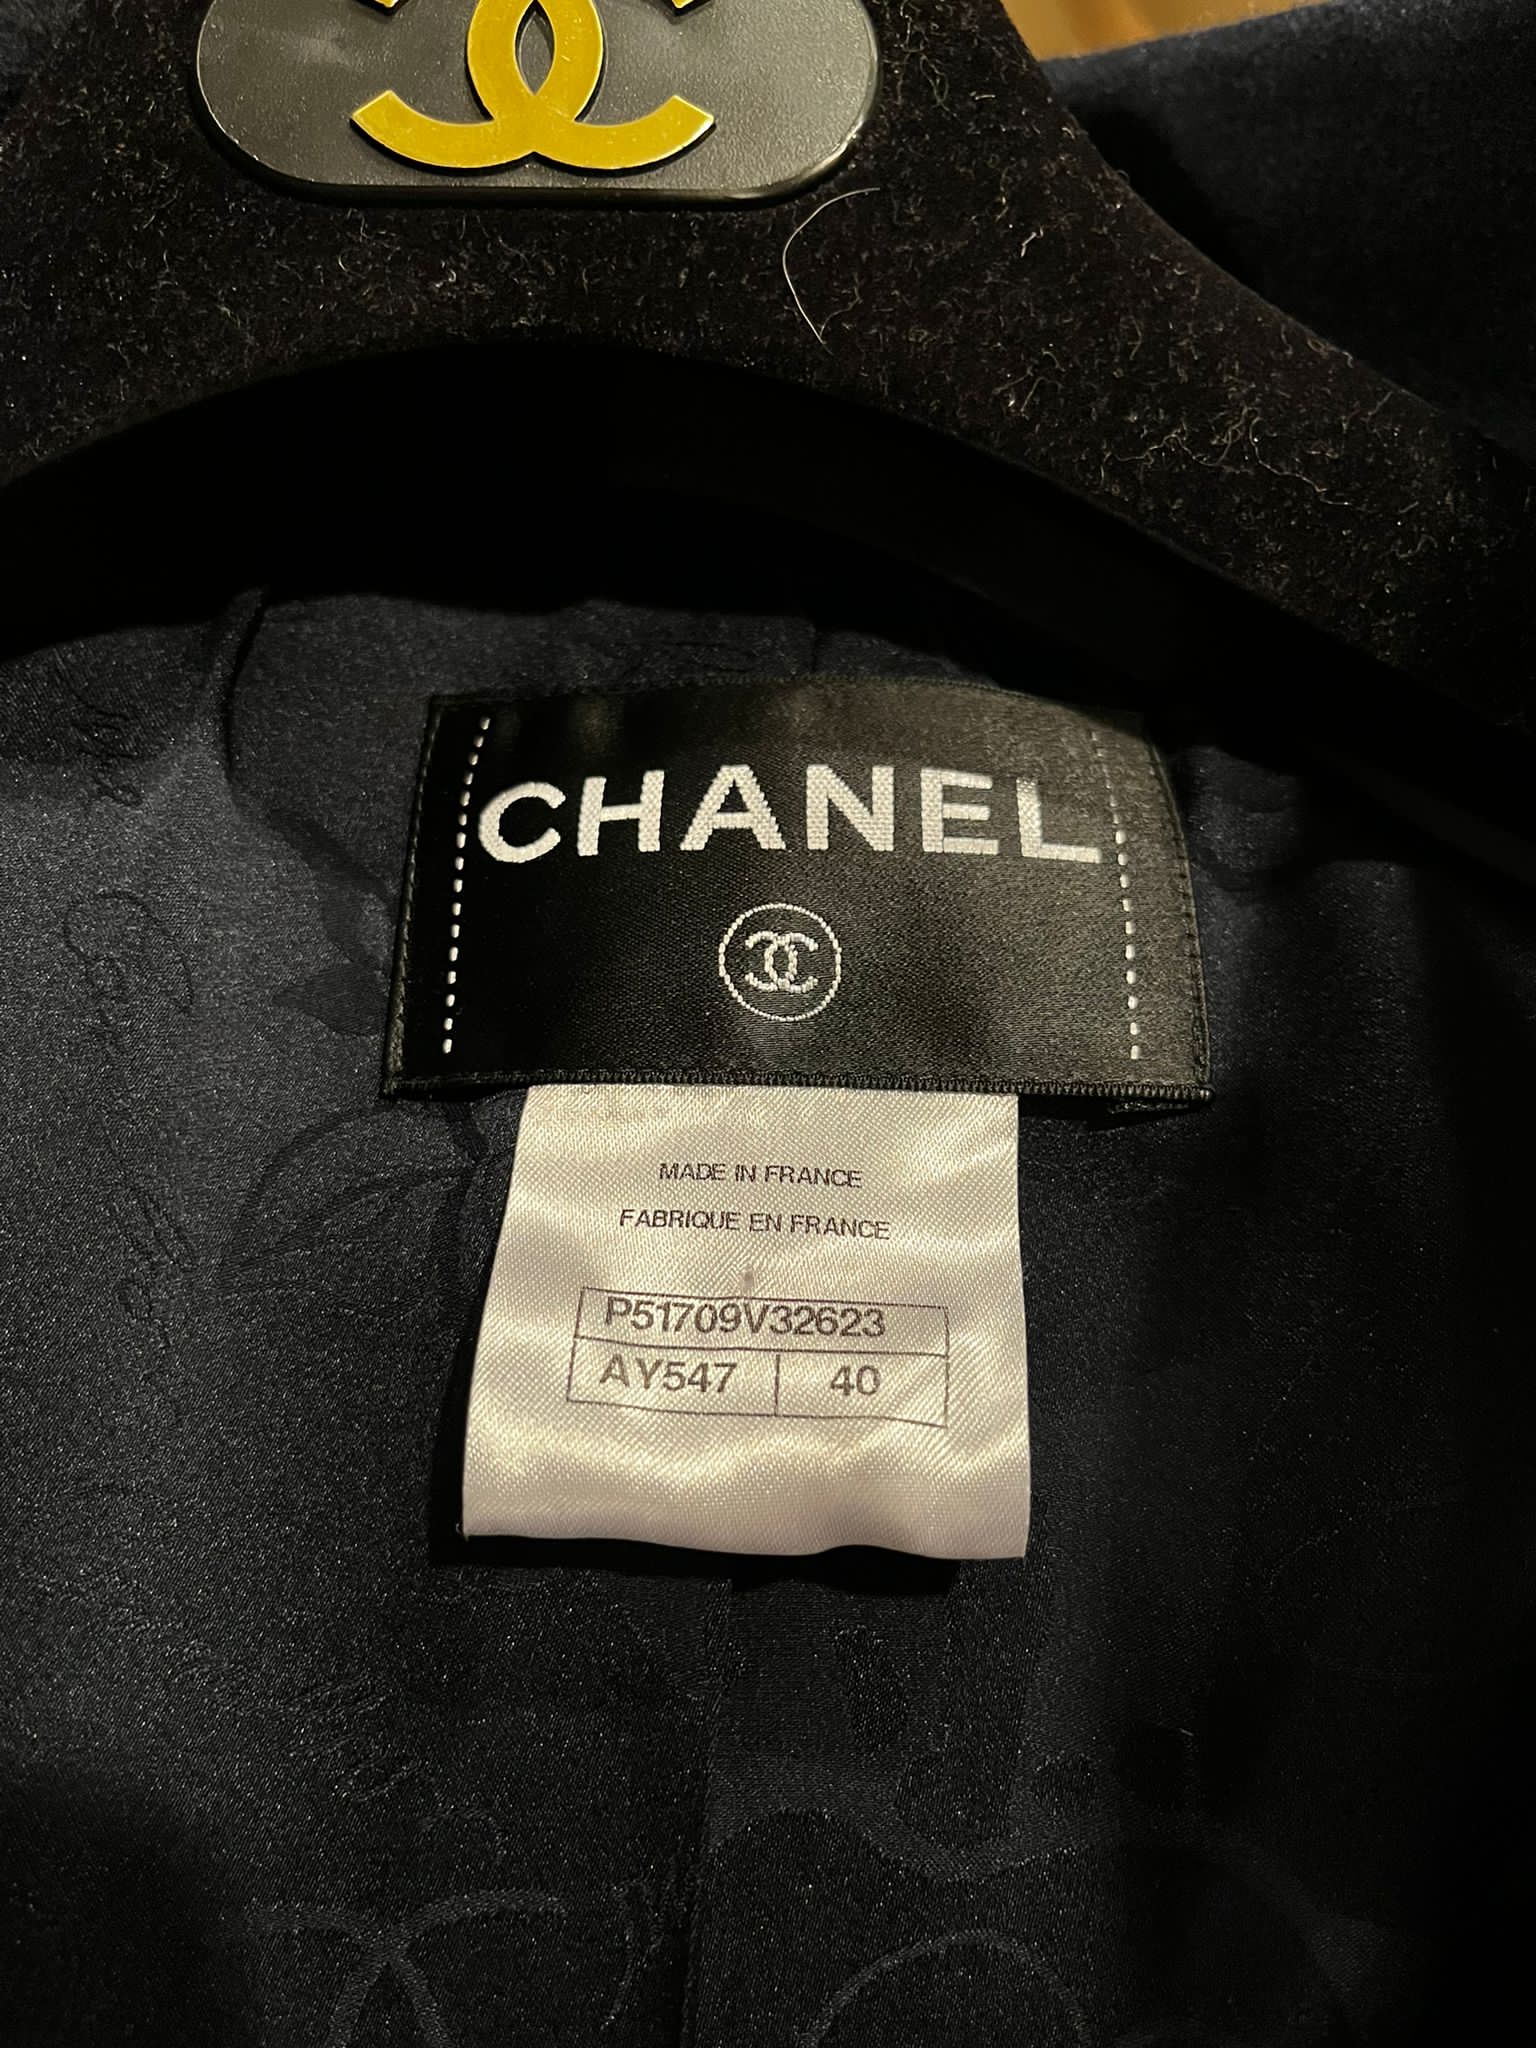 CHANEL
MADE IN FRANCE
FABRIQUE EN FRANCE
P51709V32623
AY547 40